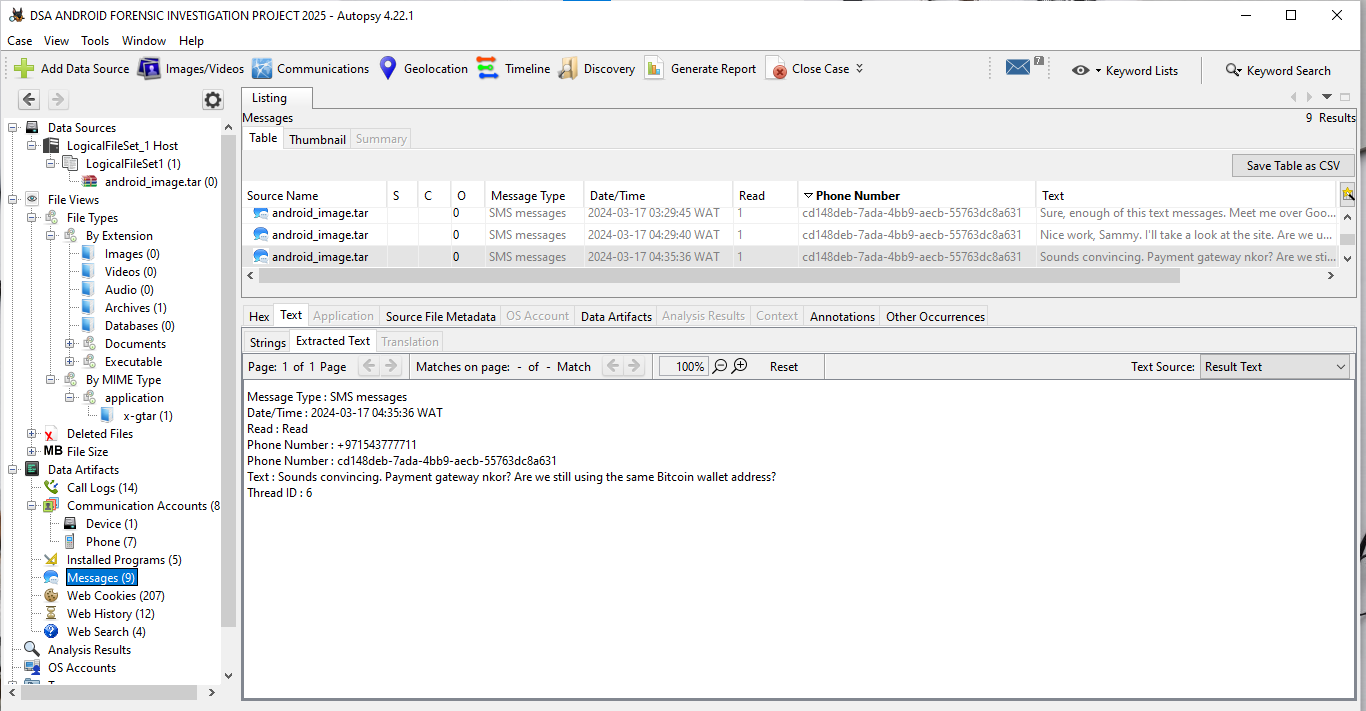 DSA ANDROID FORENSIC INVESTIGATION PROJECT 2025 - Autopsy 4.22.1
Case View Tools Window Help
Add Data Source Images/Videos Communications Geolocation Timeline Discovery Generate Report Close Case 7 Keyword Lists Keyword Search
Listing
Messages 9 Results
Table Thumbnail Summary
Save Table as CSV
Source Name S C O Message Type Date/Time Read Phone Number Text
android_image.tar 0 SMS messages 2024-03-17 03:29:45 WAT 1 cd148deb-7ada-4bb9-aecb-55763dc8a631 Sure, enough of this text messages. Meet me over Goo...
android_image.tar 0 SMS messages 2024-03-17 04:29:40 WAT 1 cd148deb-7ada-4bb9-aecb-55763dc8a631 Nice work, Sammy. I'll take a look at the site. Are we u...
android_image.tar 0 SMS messages 2024-03-17 04:35:36 WAT 1 cd148deb-7ada-4bb9-aecb-55763dc8a631 Sounds convincing. Payment gateway nkor? Are we sti...
Data Sources
LogicalFileSet_1 Host
LogicalFileSet1 (1)
android_image.tar (0)
File Views
File Types
By Extension
Images (0)
Videos (0)
Audio (0)
Archives (1)
Databases (0)
Documents
Executable
By MIME Type
application
x-gtar (1)
Deleted Files
MB File Size
Data Artifacts
Call Logs (14)
Communication Accounts (8
Device (1)
Phone (7)
Installed Programs (5)
Messages (9)
Web Cookies (207)
Web History (12)
Web Search (4)
Analysis Results
OS Accounts
Hex Text Application Source File Metadata OS Account Data Artifacts Analysis Results Context Annotations Other Occurrences
Strings Extracted Text Translation
Page: 1 of 1 Page Matches on page: - of - Match 100% Reset Text Source: Result Text
Message Type : SMS messages
Date/Time : 2024-03-17 04:35:36 WAT
Read : Read
Phone Number : +971543777711
Phone Number : cd148deb-7ada-4bb9-aecb-55763dc8a631
Text : Sounds convincing. Payment gateway nkor? Are we still using the same Bitcoin wallet address?
Thread ID : 6